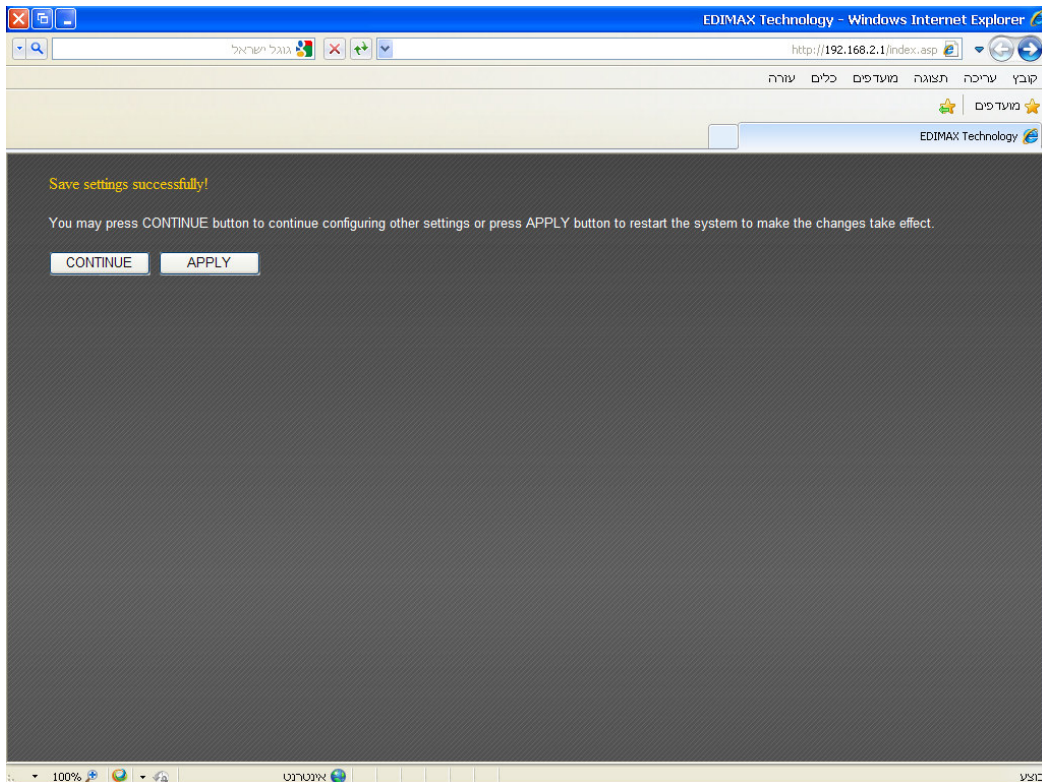 EDIMAX Technology - Windows Internet Explorer
http://192.168.2.1/index.asp
גוגל ישראל
קובץ עריכה תצוגה מועדפים כלים עזרה
מועדפים
EDIMAX Technology
Save settings successfully!
You may press CONTINUE button to continue configuring other settings or press APPLY button to restart the system to make the changes take effect.
CONTINUE APPLY
בוצע
אינטרנט
100%